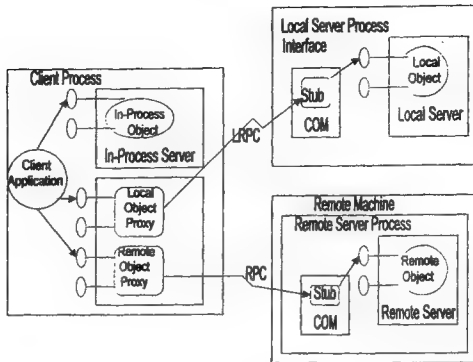 Client Process
In-Process
Object
In-Process Server
Client
Application
Local
Object
Proxy
Remote
Object
Proxy
LRPC
RPC
Local Server Process
Interface
Stub
COM
Local
Object
Local Server
Remote Machine
Remote Server Process
Stub
COM
Remote
Object
Remote Server